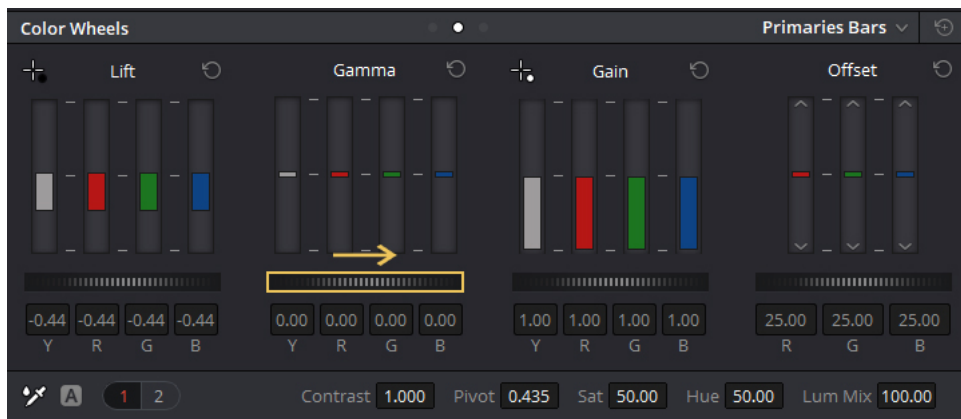 Color Wheels Primaries Bars
Lift Gamma Gain Offset
-0.44 -0.44 -0.44 -0.44 0.00 0.00 0.00 0.00 1.00 1.00 1.00 1.00 25.00 25.00 25.00
Y R G B Y R G B Y R G B R G B
A 1 2 Contrast 1.000 Pivot 0.435 Sat 50.00 Hue 50.00 Lum Mix 100.00